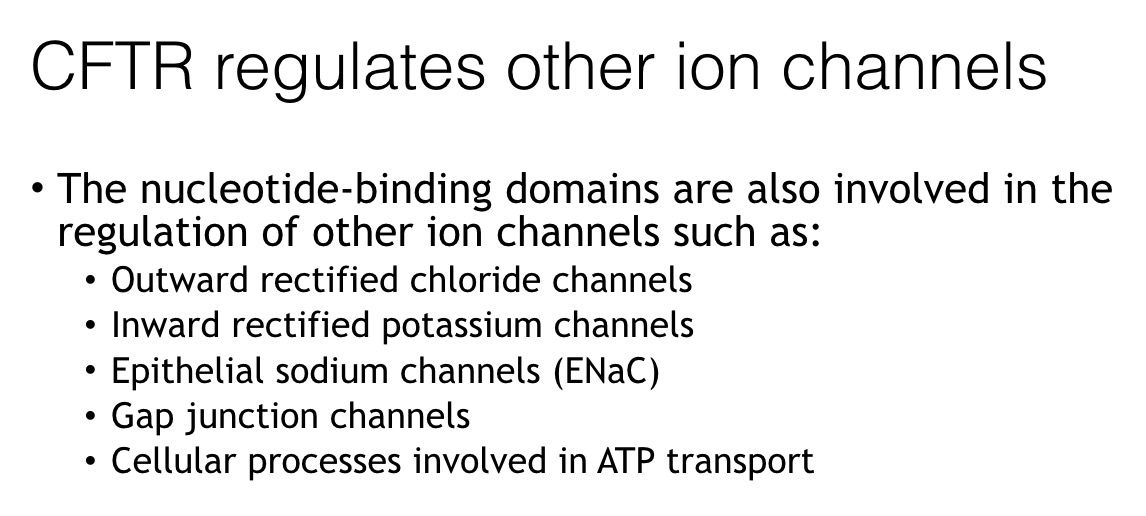 CFTR regulates other ion channels
• The nucleotide-binding domains are also involved in the
regulation of other ion channels such as:
• Outward rectified chloride channels
• Inward rectified potassium channels
• Epithelial sodium channels (ENaC)
• Gap junction channels
• Cellular processes involved in ATP transport